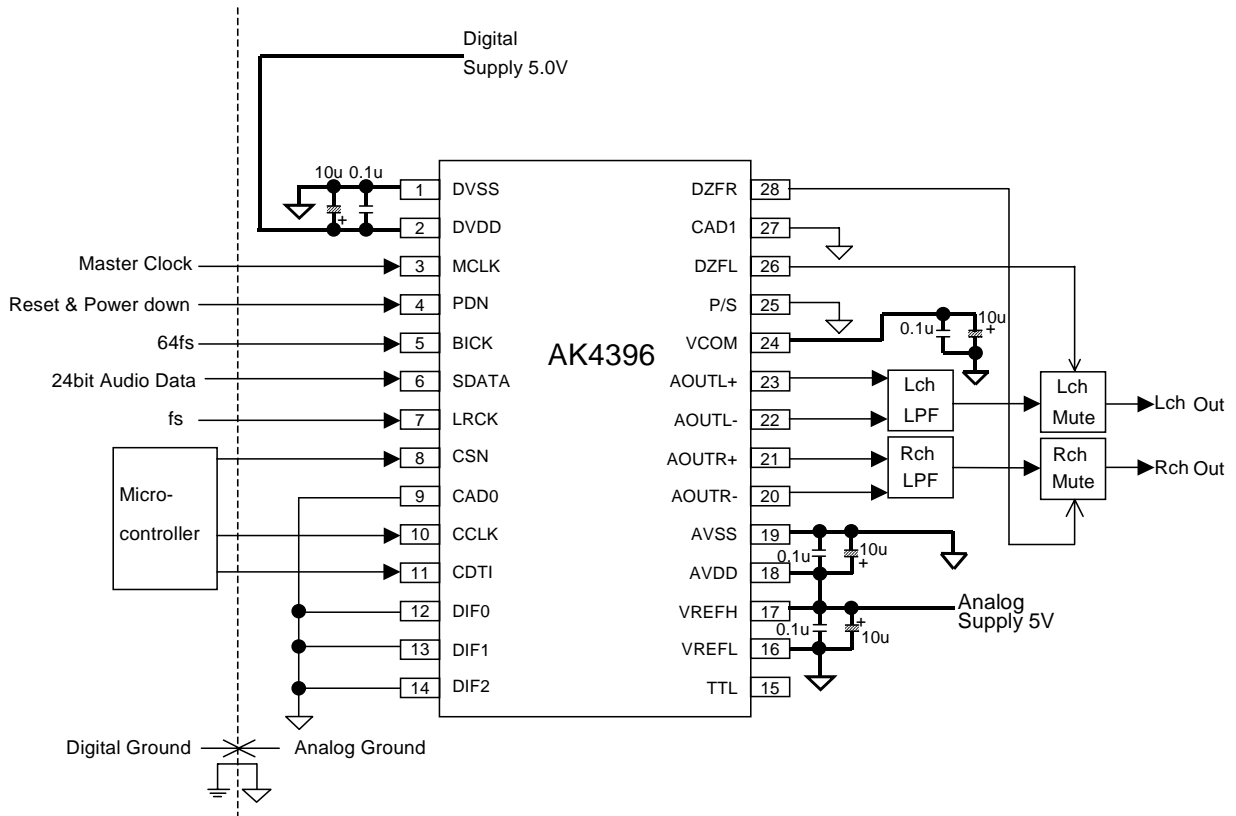 Digital
Supply 5.0V
10u 0.1u
+
1 DVSS
2 DVDD
Master Clock 3 MCLK
Reset & Power down 4 PDN
64fs 5 BICK
24bit Audio Data 6 SDATA
fs 7 LRCK
8 CSN
Micro-
controller
9 CAD0
10 CCLK
11 CDTI
12 DIF0
13 DIF1
14 DIF2
AK4396
DZFR 28
CAD1 27
DZFL 26
P/S 25
VCOM 24
0.1u
10u
+
AOUTL+ 23
AOUTL- 22
AOUTR+ 21
AOUTR- 20
Lch
LPF
Rch
LPF
Lch
Mute
Rch
Mute
Lch Out
Rch Out
AVSS 19
0.1u
10u
+
AVDD 18
VREFH 17
Analog
Supply 5V
0.1u
+
10u
VREFL 16
TTL 15
Digital Ground
Analog Ground